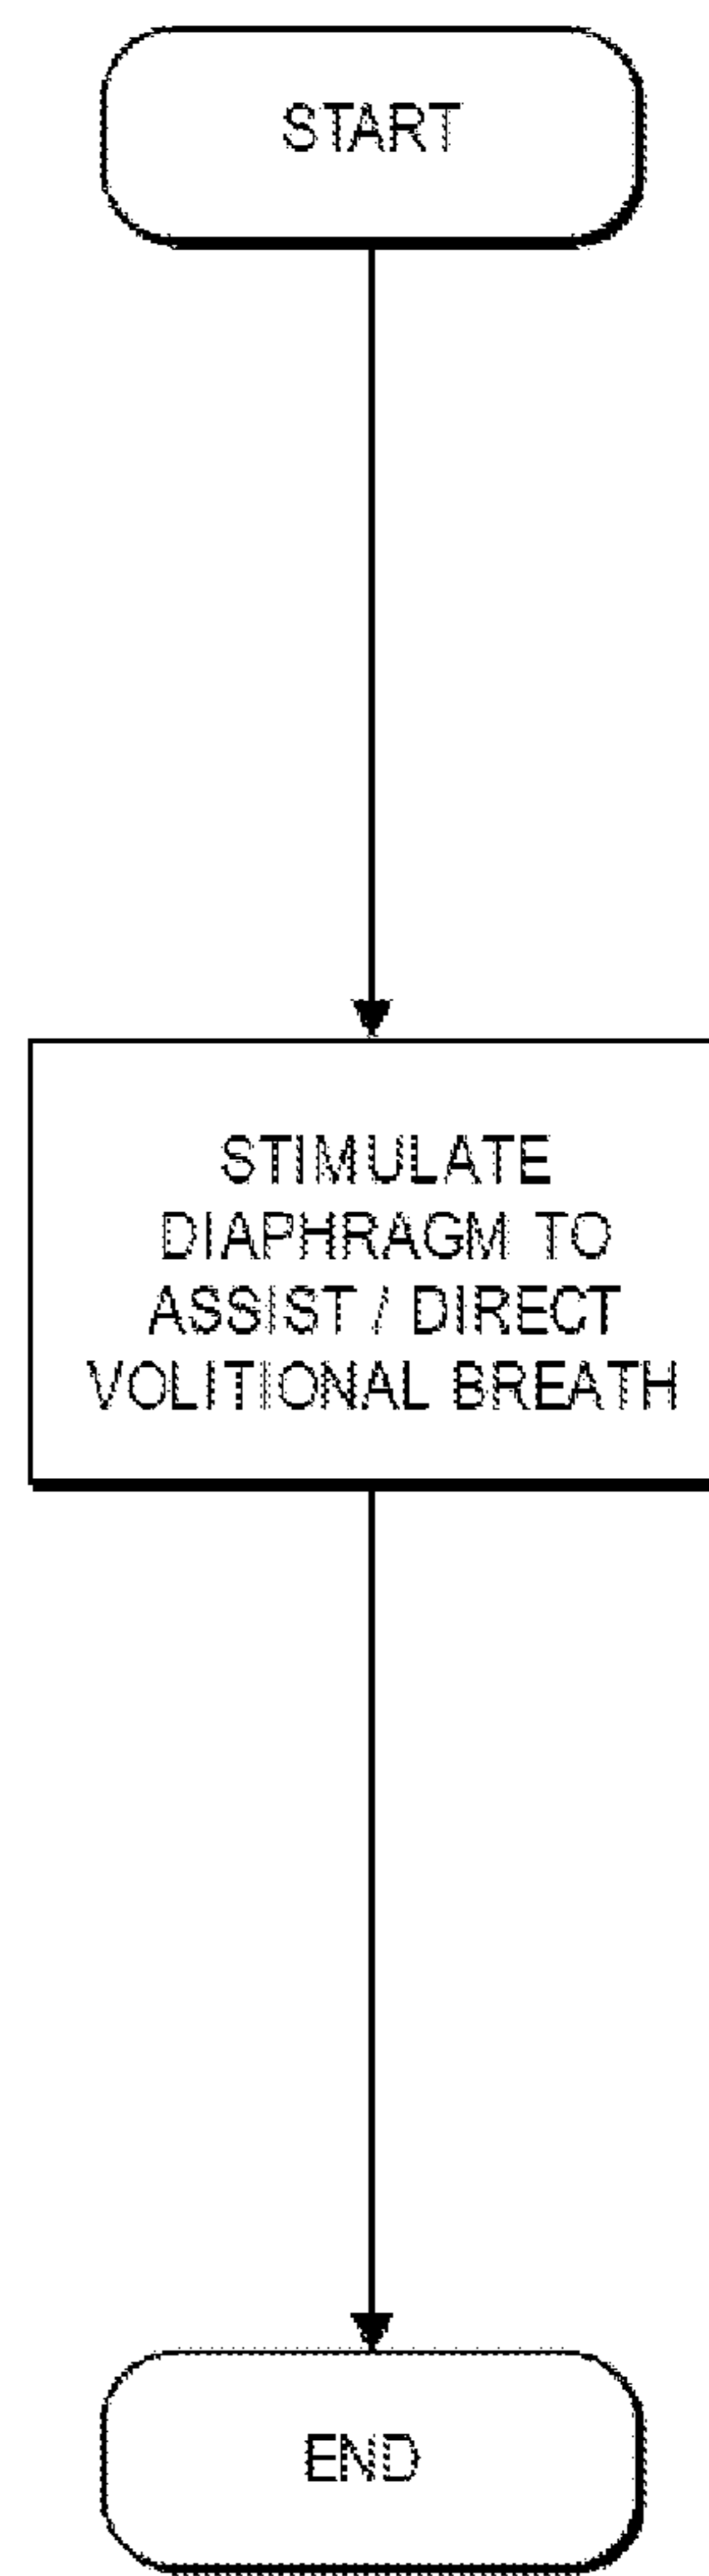 START
STIMULATE
DIAPHRAGM TO
ASSIST / DIRECT
VOLITIONAL BREATH
END